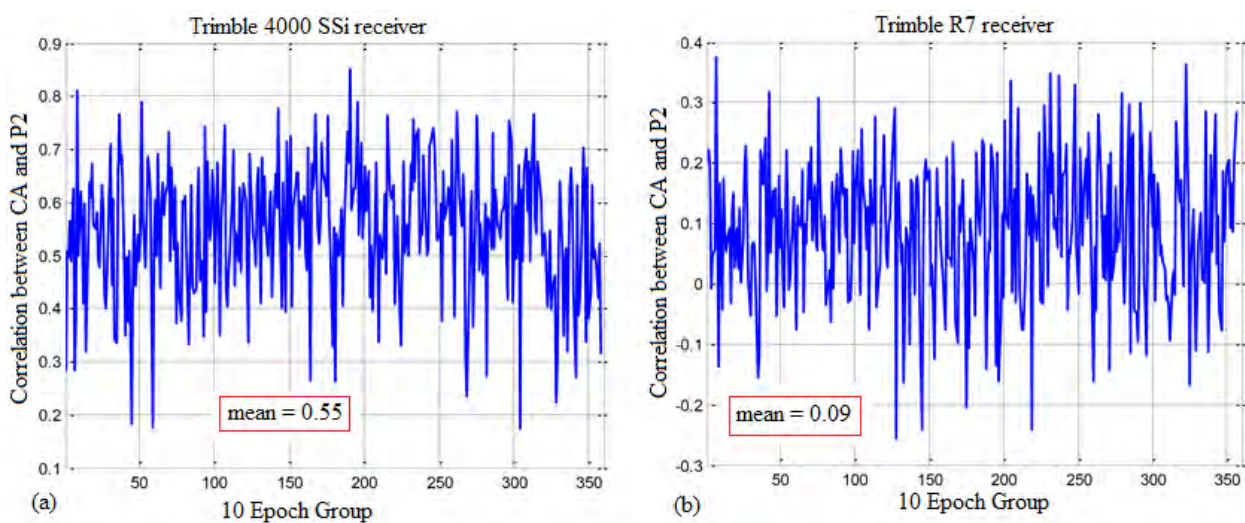 Trimble 4000 SSi receiver
0.9
0.8
0.7
0.6
0.5
0.4
0.3
0.2
0.1
Correlation between CA and P2
mean = 0.55
50 100 150 200 250 300 350
(a)
10 Epoch Group
Trimble R7 receiver
0.4
0.3
0.2
0.1
0
-0.1
-0.2
-0.3
Correlation between CA and P2
mean = 0.09
50 100 150 200 250 300 350
(b)
10 Epoch Group